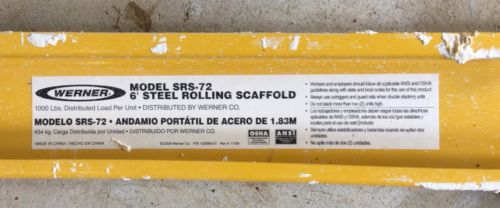 WERNER
MODEL SRS-72
6' STEEL ROLLING SCAFFOLD
1000 Lbs. Distributed Load Per Unit • DISTRIBUTED BY WERNER CO.
MODELO SRS-72 • ANDAMIO PORTÁTIL DE ACERO DE 1.83M
454 kg. Carga Distribuida por Unidad • DISTRIBUIDO POR WERNER CO.
MADE IN CHINA / HECHO EN CHINA
Werner Co.
OSHA
ANSI
• Workers and employers should follow all applicable ANSI and OSHA
guidelines along with state and local codes for the use of this product.
• Always use outriggers and guard rails when double stacking units.
• Do not stack more than two (2) units high.
• Los trabajadores y empleadores deben seguir todas las directrices
aplicables de ANSI y OSHA, además de los códigos estatales y
locales para el uso de este producto.
• Siempre utilice estabilizadores y barandas cuando se apilan dos
unidades.
• No apile más de dos (2) unidades.